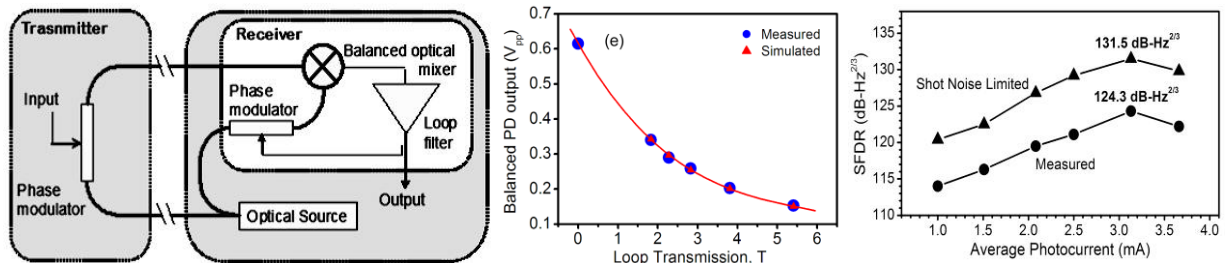 Trasnmitter
Receiver
Balanced optical
mixer
Input
Phase
modulator
Loop
filter
Phase
modulator
Output
Optical Source
(e)
Measured
Simulated
Balanced PD output (Vpp)
0.6
0.5
0.4
0.3
0.2
0.1
0 1 2 3 4 5 6
Loop Transmission, T
131.5 dB-Hz2/3
Shot Noise Limited
124.3 dB-Hz2/3
Measured
SFDR (dB-Hz2/3)
135
130
125
120
115
110
1.0 1.5 2.0 2.5 3.0 3.5 4.0
Average Photocurrent (mA)